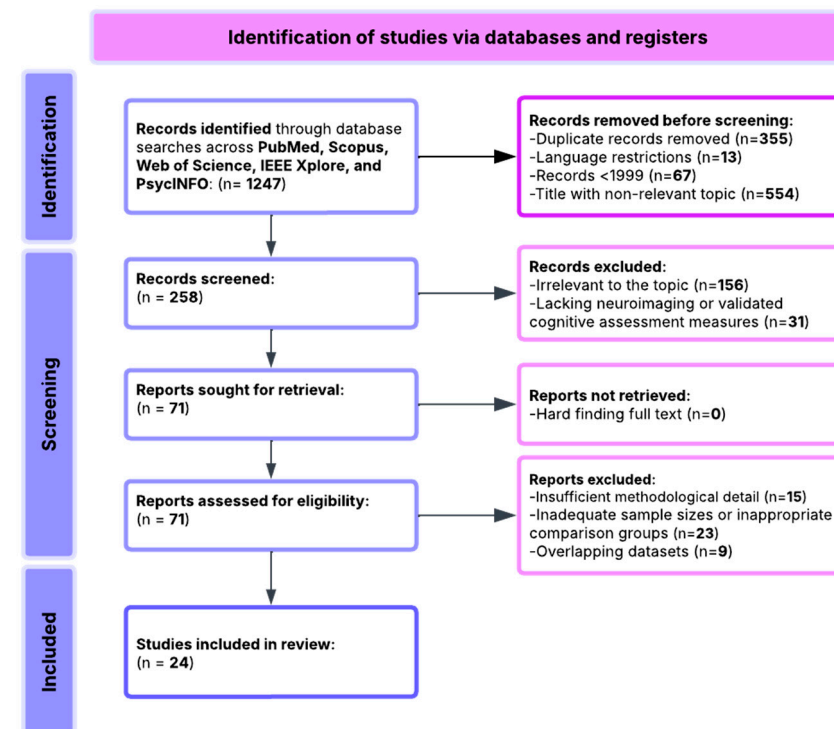 Identification of studies via databases and registers
Identification
Records identified through database
searches across PubMed, Scopus,
Web of Science, IEEE Xplore, and
PsycINFO: (n= 1247)
Records removed before screening:
-Duplicate records removed (n=355)
-Language restrictions (n=13)
-Records <1999 (n=67)
-Title with non-relevant topic (n=554)
Screening
Records screened:
(n = 258)
Records excluded:
-Irrelevant to the topic (n=156)
-Lacking neuroimaging or validated
cognitive assessment measures (n=31)
Reports sought for retrieval:
(n = 71)
Reports not retrieved:
-Hard finding full text (n=0)
Reports assessed for eligibility:
(n = 71)
Reports excluded:
-Insufficient methodological detail (n=15)
-Inadequate sample sizes or inappropriate
comparison groups (n=23)
-Overlapping datasets (n=9)
Included
Studies included in review:
(n = 24)